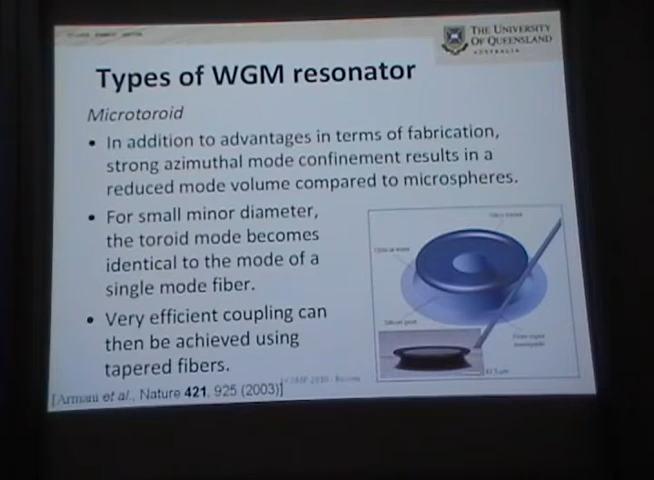 THE UNIVERSITY
OF QUEENSLAND
AUSTRALIA
Types of WGM resonator
Microtoroid
• In addition to advantages in terms of fabrication,
strong azimuthal mode confinement results in a
reduced mode volume compared to microspheres.
• For small minor diameter,
the toroid mode becomes
identical to the mode of a
single mode fiber.
• Very efficient coupling can
then be achieved using
tapered fibers.
[Armani et al., Nature 421, 925 (2003)]